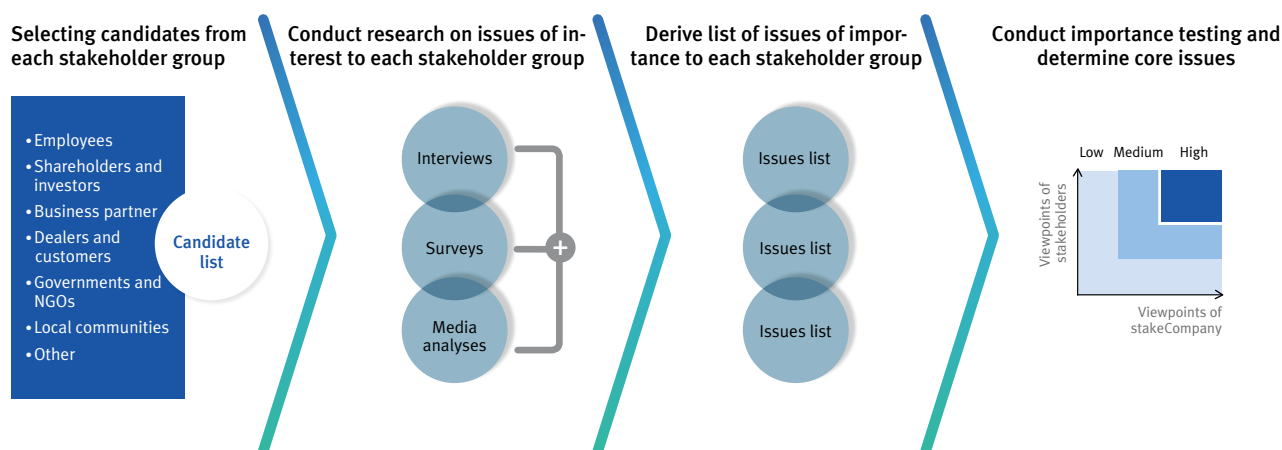 Selecting candidates from
each stakeholder group
• Employees
• Shareholders and
investors
• Business partner
• Dealers and
customers
• Governments and
NGOs
• Local communities
• Other
Candidate
list
Conduct research on issues of in-
terest to each stakeholder group
Interviews
Surveys
Media
analyses
+
Derive list of issues of impor-
tance to each stakeholder group
Issues list
Issues list
Issues list
Conduct importance testing and
determine core issues
Low Medium High
Viewpoints of
stakeholders
Viewpoints of
stakeCompany